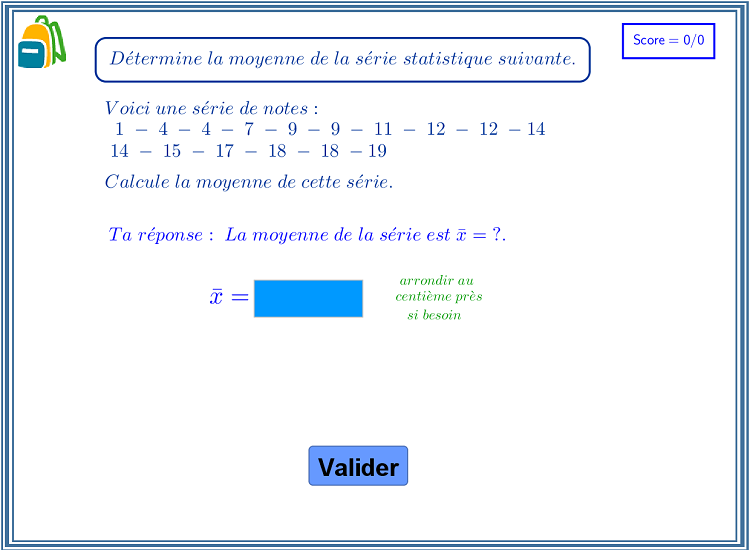 Score = 0/0
Détermine la moyenne de la série statistique suivante.
Voici une série de notes :
1 − 4 − 4 − 7 − 9 − 9 − 11 − 12 − 12 − 14
14 − 15 − 17 − 18 − 18 − 19
Calcule la moyenne de cette série.
Ta réponse : La moyenne de la série est x̄ = ?.
x̄ =
arrondir au
centième près
si besoin
Valider